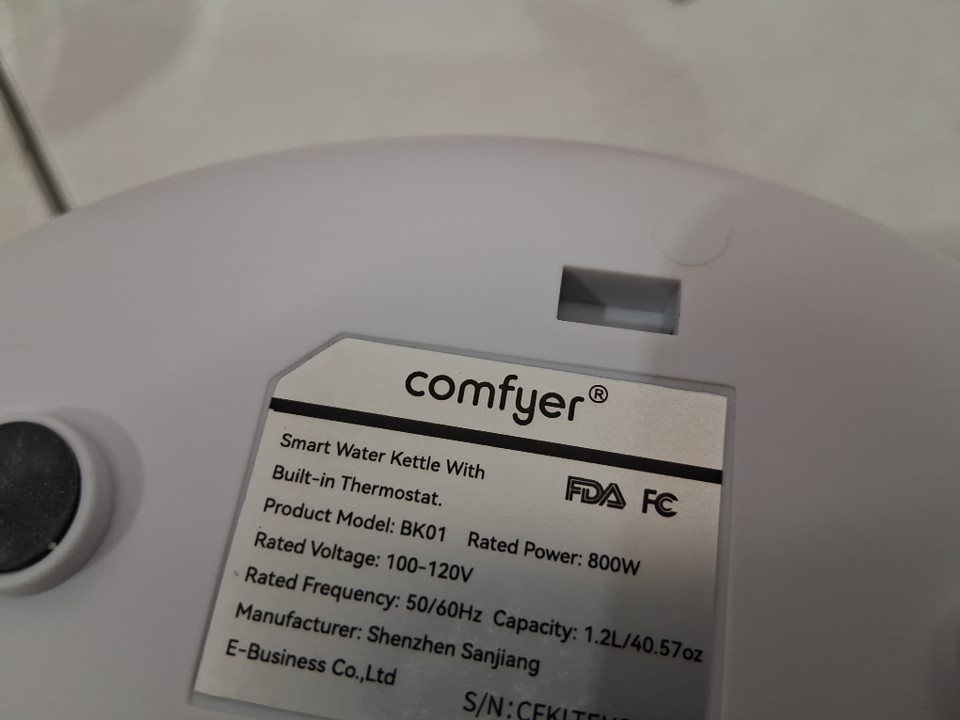 comfyer®
Smart Water Kettle With
Built-in Thermostat.
FDA FC
Product Model: BK01 Rated Power: 800W
Rated Voltage: 100-120V
Rated Frequency: 50/60Hz Capacity: 1.2L/40.57oz
Manufacturer: Shenzhen Sanjiang
E-Business Co.,Ltd
S/N: